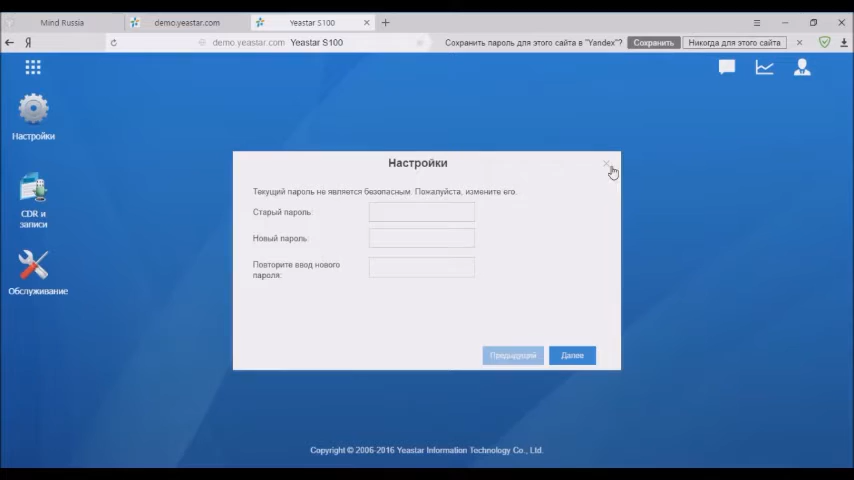 Mind Russia
demo.yeastar.com
Yeastar S100
demo.yeastar.com Yeastar S100
Сохранить пароль для этого сайта в "Yandex"? Сохранить Никогда для этого сайта
Настройки
CDR и
записи
Обслуживание
Настройки
Текущий пароль не является безопасным. Пожалуйста, измените его.
Старый пароль:
Новый пароль:
Повторите ввод нового
пароля:
Предыдущий Далее
Copyright © 2006-2016 Yeastar Information Technology Co., Ltd.